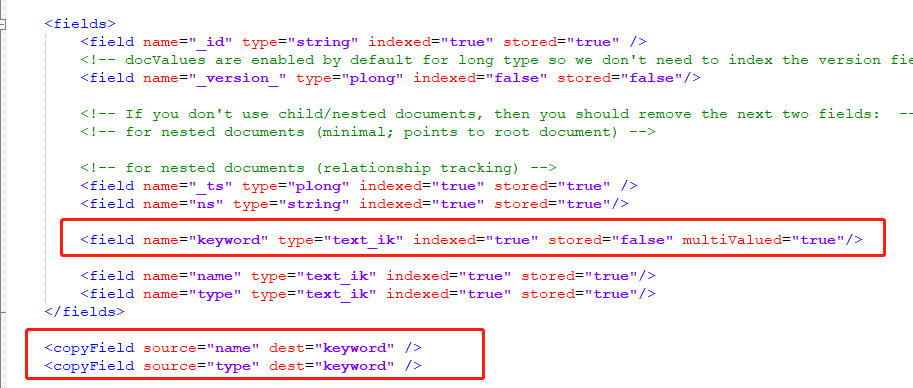 <fields>
<field name="_id" type="string" indexed="true" stored="true" />
<!-- docValues are enabled by default for long type so we don't need to index the version fie
<field name="_version_" type="plong" indexed="false" stored="false"/>
<!-- If you don't use child/nested documents, then you should remove the next two fields:  --
<!-- for nested documents (minimal; points to root document) -->
<!-- for nested documents (relationship tracking) -->
<field name="_ts" type="plong" indexed="true" stored="true" />
<field name="ns" type="string" indexed="true" stored="true"/>
<field name="keyword" type="text_ik" indexed="true" stored="false" multiValued="true"/>
<field name="name" type="text_ik" indexed="true" stored="true"/>
<field name="type" type="text_ik" indexed="true" stored="true"/>
</fields>
<copyField source="name" dest="keyword" />
<copyField source="type" dest="keyword" />